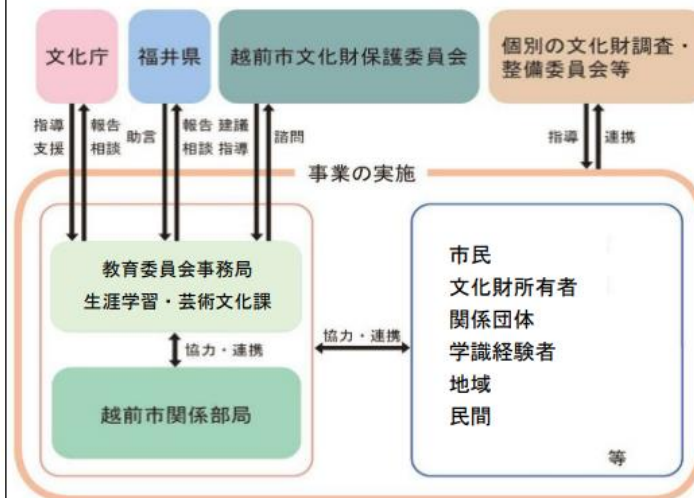 文化庁
福井県
越前市文化財保護委員会
個別の文化財調査・
整備委員会等
指導
支援
報告
相談
助言
報告
相談
建議
指導
諮問
指導
連携
事業の実施
教育委員会事務局
生涯学習・芸術文化課
協力・連携
越前市関係部局
協力・連携
市民
文化財所有者
関係団体
学識経験者
地域
民間
等